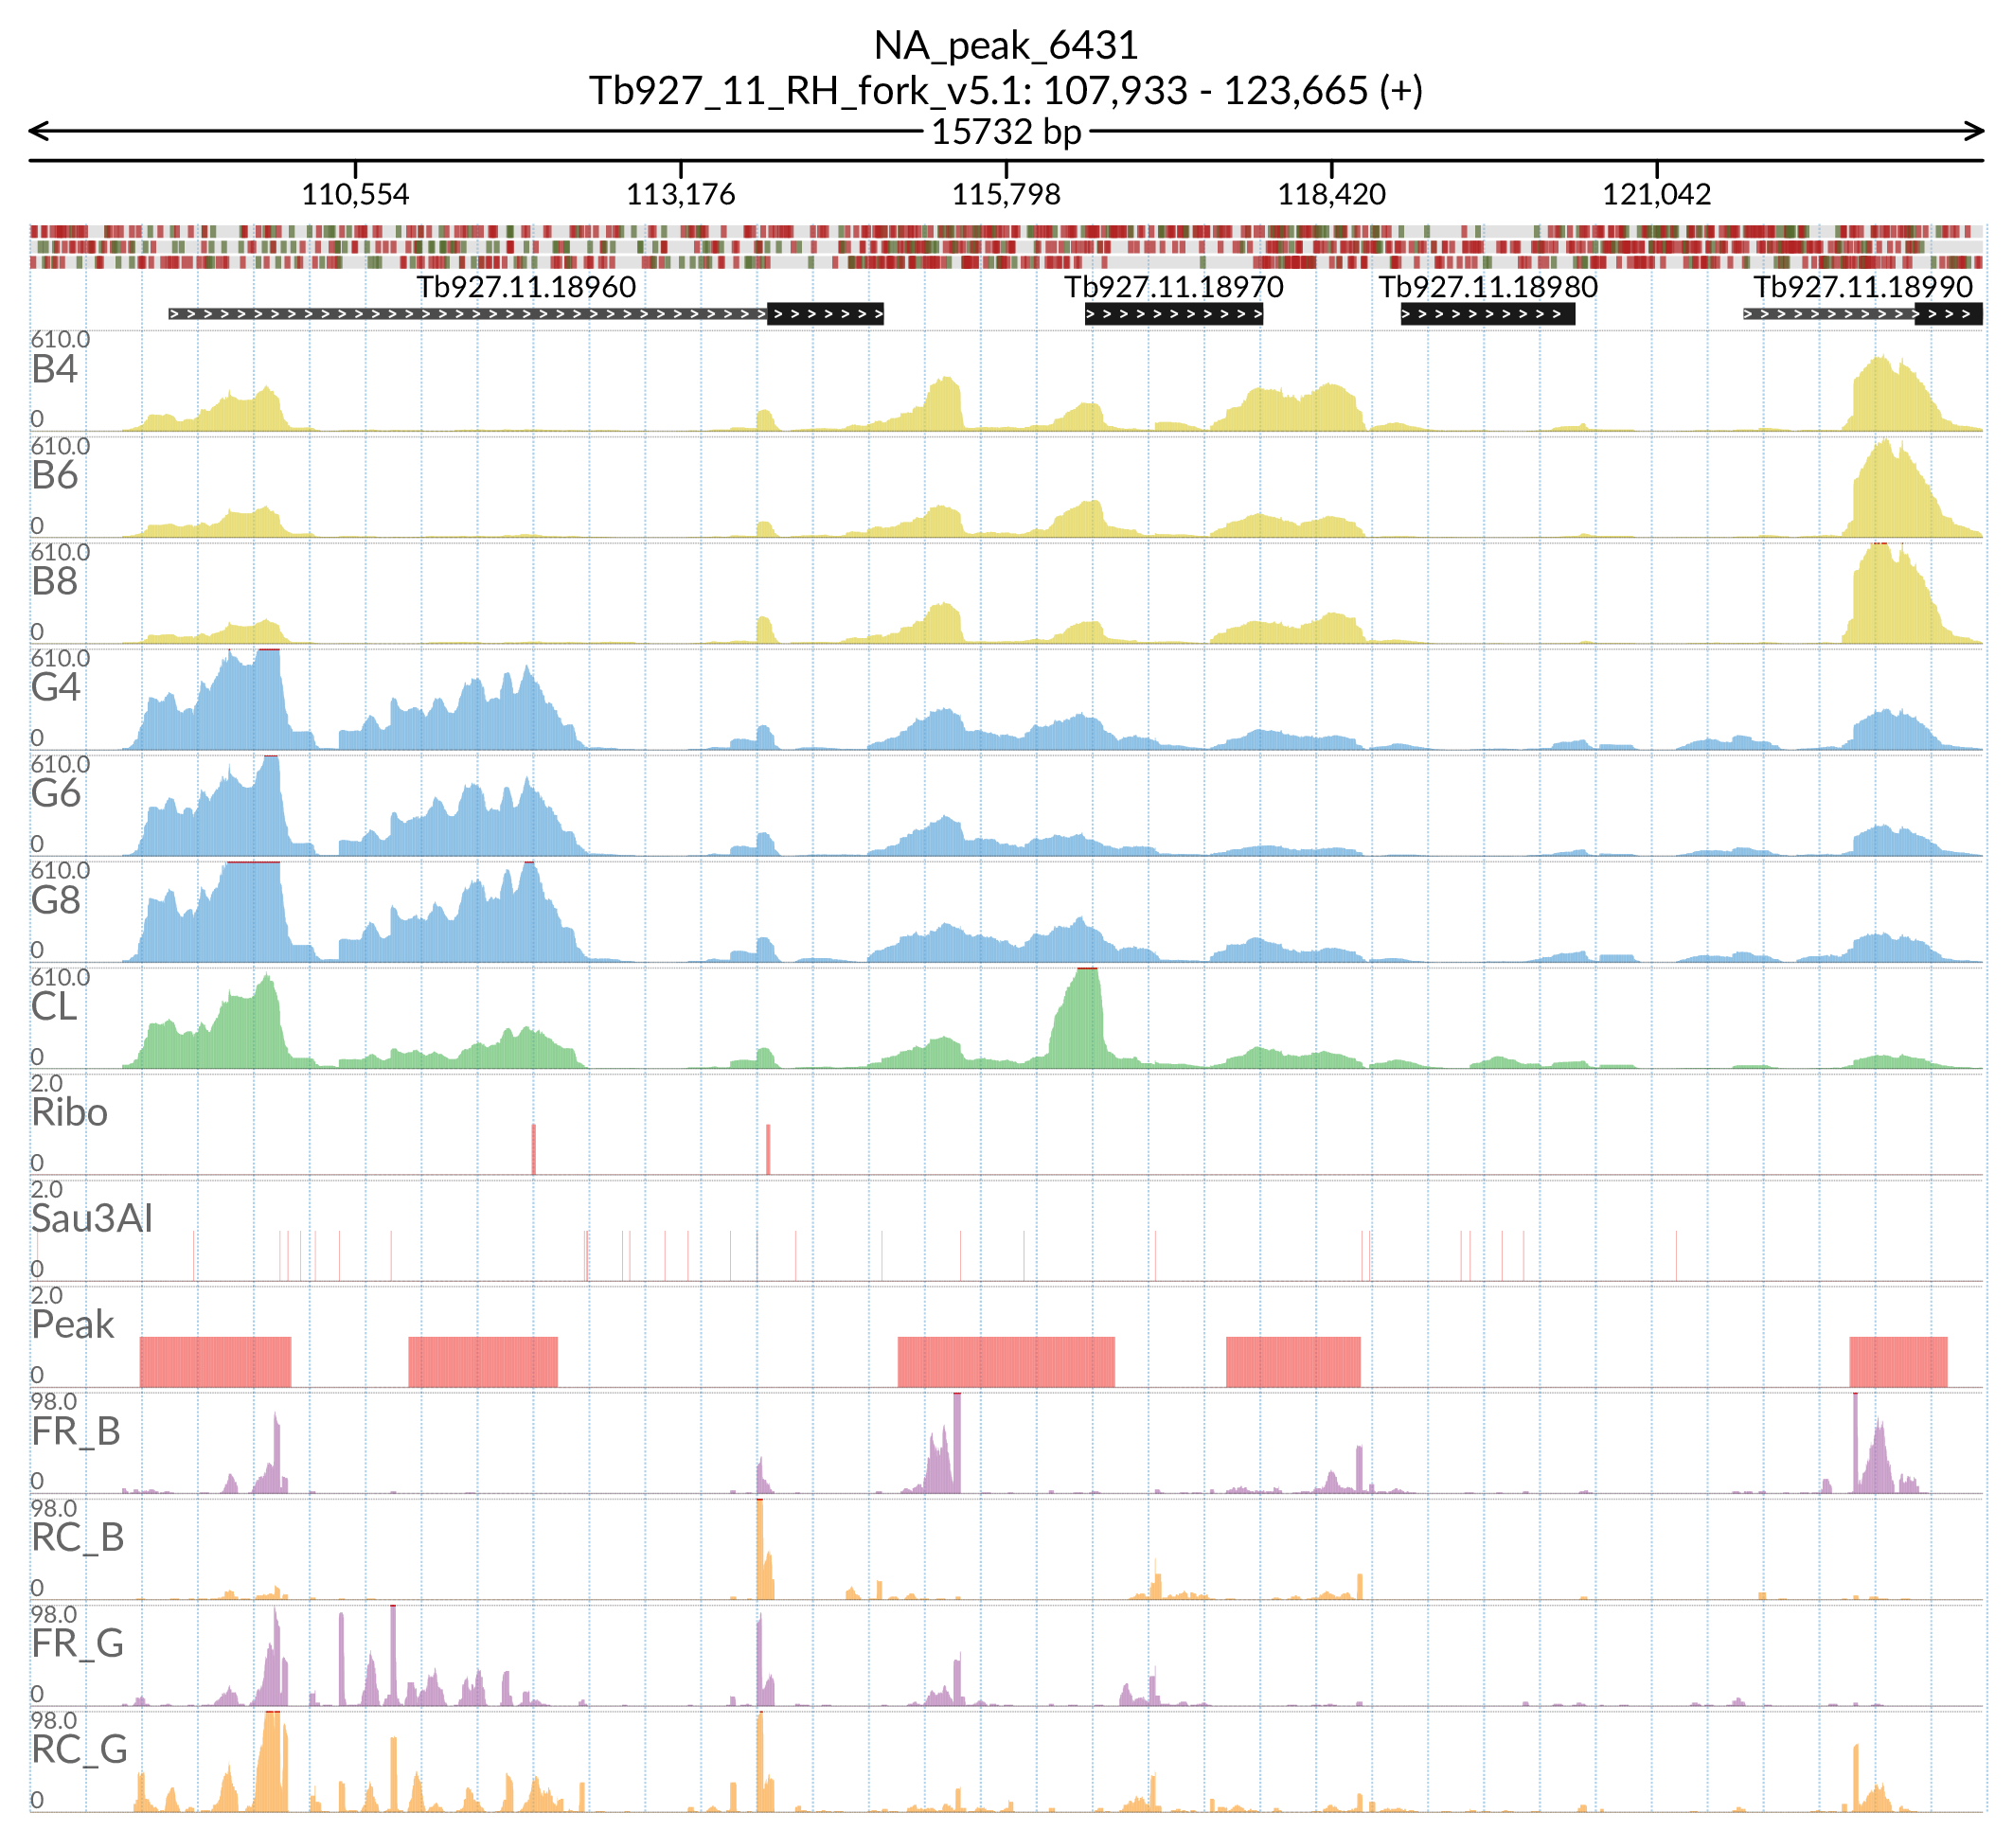 NA_peak_6431
Tb927_11_RH_fork_v5.1: 107,933 - 123,665 (+)
15732 bp
110,554 113,176 115,798 118,420 121,042
Tb927.11.18960 Tb927.11.18970 Tb927.11.18980 Tb927.11.18990
610.0
B4
0
610.0
B6
0
610.0
B8
0
610.0
G4
0
610.0
G6
0
610.0
G8
0
610.0
CL
0
2.0
Ribo
0
2.0
Sau3AI
0
2.0
Peak
0
98.0
FR_B
0
98.0
RC_B
0
98.0
FR_G
0
98.0
RC_G
0